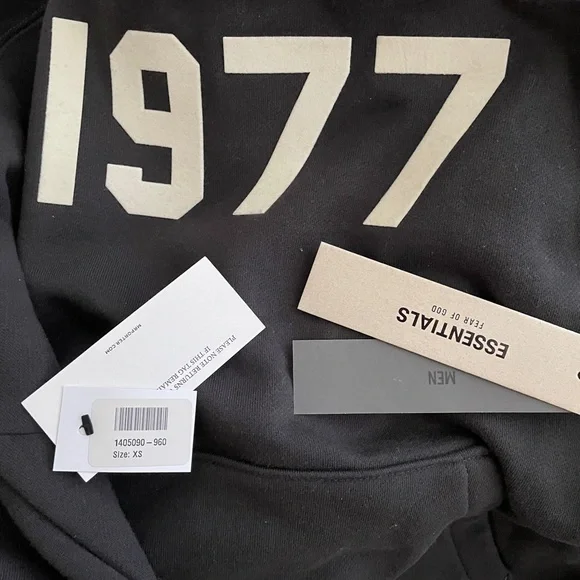 1977
MRPORTER.COM
PLEASE NOTE RETURNS
IF THIS TAG REMAI
1405090-960
Size: XS
ESSENTIALS
FEAR OF GOD
MEN